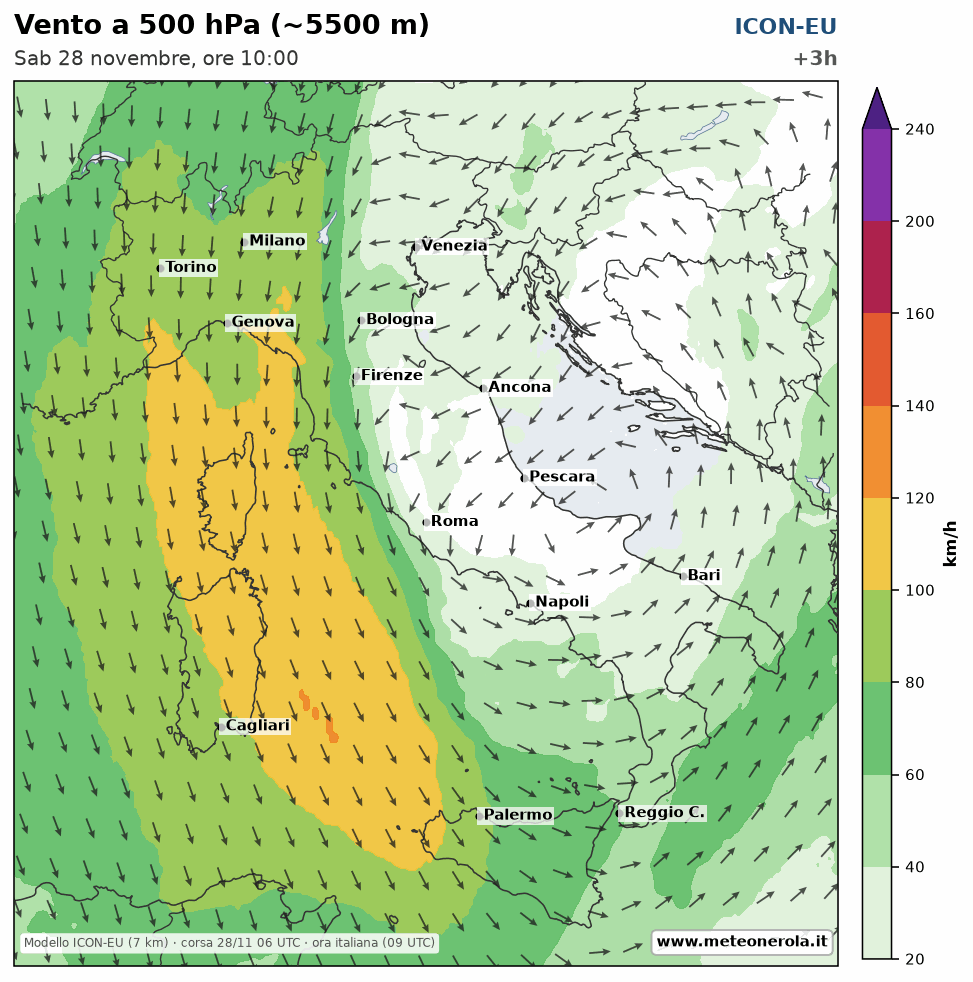 Vento a 500 hPa (~5500 m)
ICON-EU
Sab 28 novembre, ore 10:00
+3h
240
200
160
140
120
100
80
60
40
20
km/h
Milano
Venezia
Torino
Genova
Bologna
Firenze
Ancona
Pescara
Roma
Bari
Napoli
Cagliari
Palermo
Reggio C.
Modello ICON-EU (7 km) · corsa 28/11 06 UTC · ora italiana (09 UTC)
www.meteonerola.it